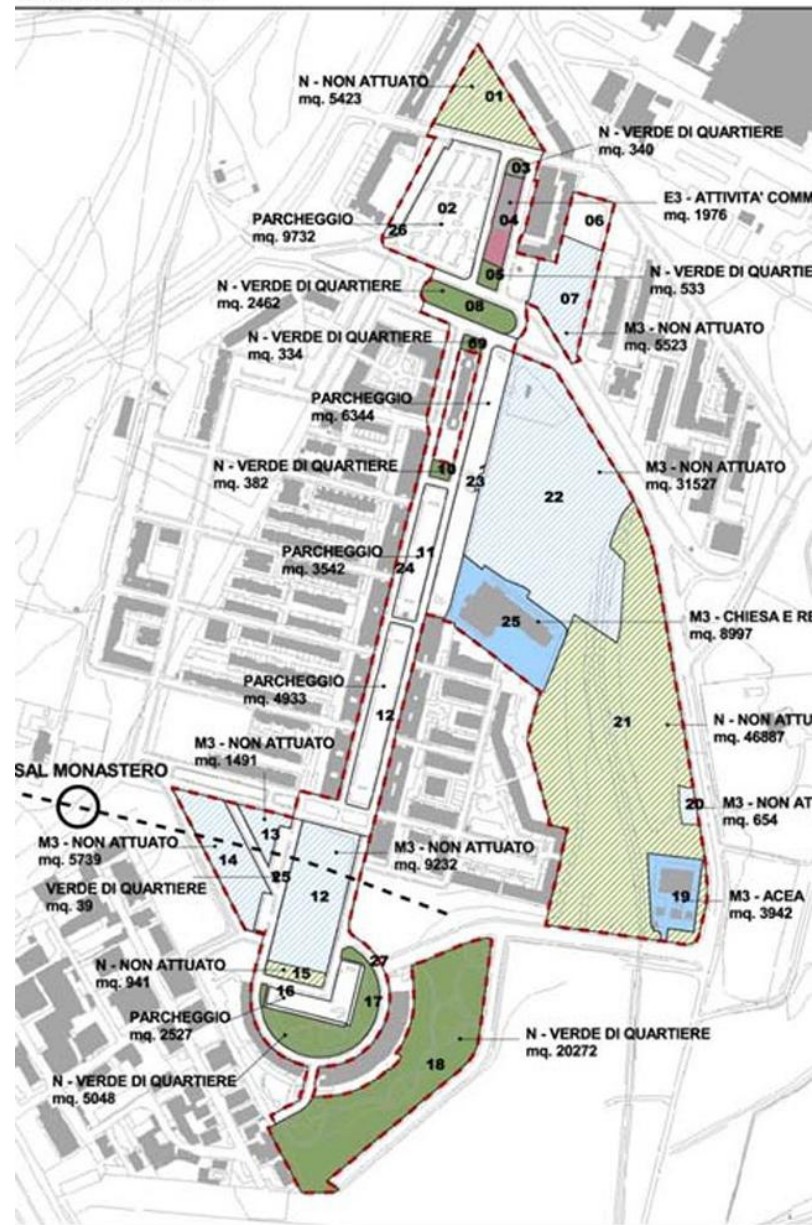 N - NON ATTUATO
mq. 5423
01
N - VERDE DI QUARTIERE
mq. 340
03
E3 - ATTIVITA' COMM
mq. 1976
04
02
06
PARCHEGGIO
mq. 9732
26
N - VERDE DI QUARTIE
mq. 533
05
N - VERDE DI QUARTIERE
mq. 2462
08
07
M3 - NON ATTUATO
mq. 5523
N - VERDE DI QUARTIERE
mq. 334
09
PARCHEGGIO
mq. 6344
N - VERDE DI QUARTIERE
mq. 382
10
23
M3 - NON ATTUATO
mq. 31527
22
PARCHEGGIO
mq. 3542
11
24
25
M3 - CHIESA E RE
mq. 8997
PARCHEGGIO
mq. 4933
12
21
N - NON ATTU
mq. 46887
M3 - NON ATTUATO
mq. 1491
SAL MONASTERO
20
M3 - NON AT
mq. 654
13
M3 - NON ATTUATO
mq. 5739
14
M3 - NON ATTUATO
mq. 9232
VERDE DI QUARTIERE
mq. 39
12
19
M3 - ACEA
mq. 3942
N - NON ATTUATO
mq. 941
15
27
16
17
PARCHEGGIO
mq. 2527
N - VERDE DI QUARTIERE
mq. 20272
18
N - VERDE DI QUARTIERE
mq. 5048